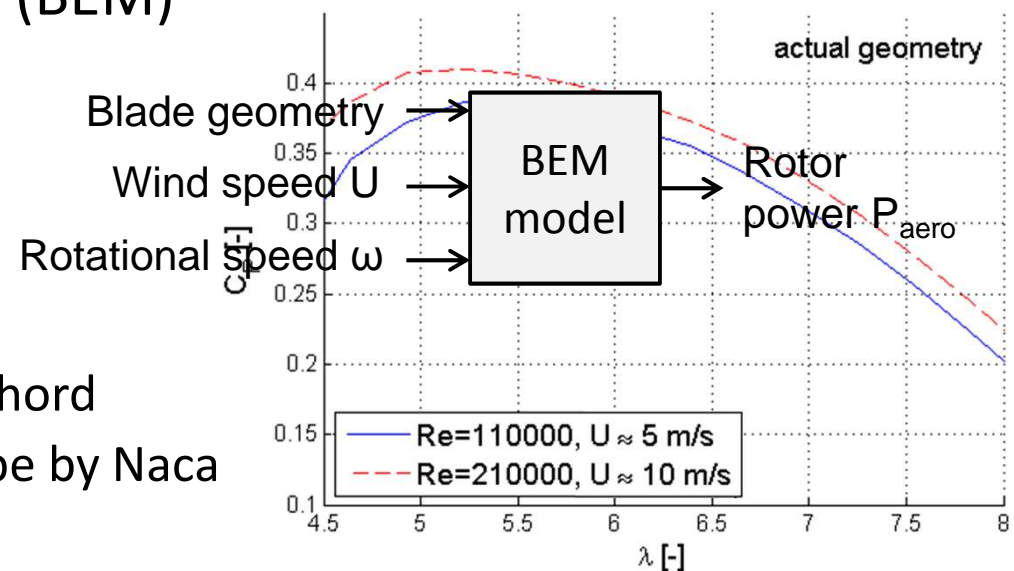 (BEM)
actual geometry
Blade geometry
Wind speed U
Rotational speed ω
BEM
model
Rotor
power P_aero
hord
pe by Naca
C_p [-]
0.4
0.35
0.3
0.25
0.2
0.15
0.1
Re=110000, U ≈ 5 m/s
Re=210000, U ≈ 10 m/s
4.5 5 5.5 6 6.5 7 7.5 8
λ [-]